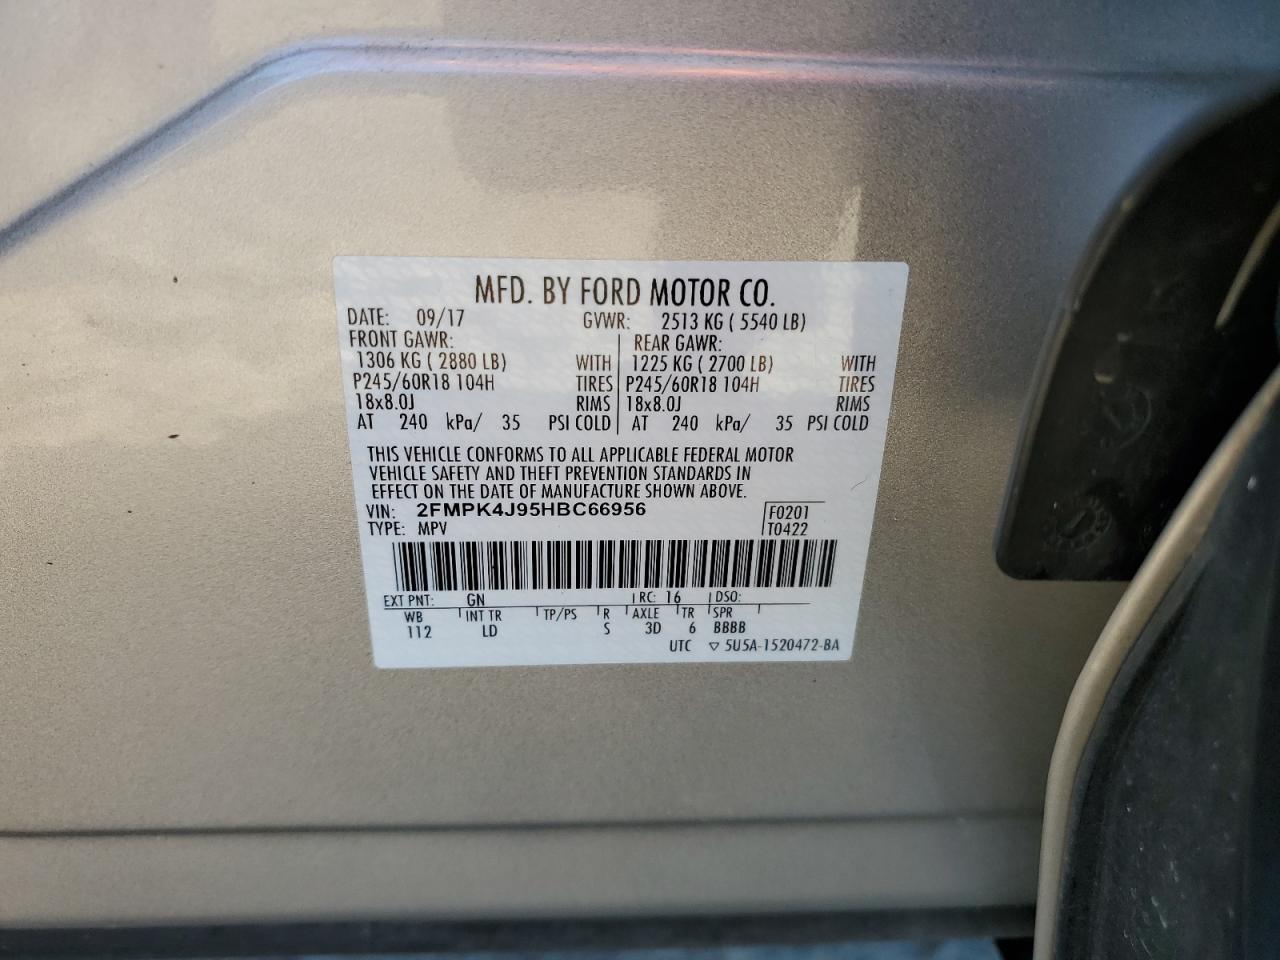 MFD. BY FORD MOTOR CO.
DATE: 09/17 GVWR: 2513 KG ( 5540 LB)
FRONT GAWR: REAR GAWR:
1306 KG ( 2880 LB) WITH 1225 KG ( 2700 LB) WITH
P245/60R18 104H TIRES P245/60R18 104H TIRES
18x8.0J RIMS 18x8.0J RIMS
AT 240 kPa/ 35 PSI COLD AT 240 kPa/ 35 PSI COLD
THIS VEHICLE CONFORMS TO ALL APPLICABLE FEDERAL MOTOR
VEHICLE SAFETY AND THEFT PREVENTION STANDARDS IN
EFFECT ON THE DATE OF MANUFACTURE SHOWN ABOVE.
VIN: 2FMPK4J95HBC66956 F0201
TYPE: MPV T0422
EXT PNT: GN RC: 16 DSO:
WB INT TR TP/PS R AXLE TR SPR
112 LD S 3D 6 BBBB
UTC ▽ 5U5A-1520472-BA